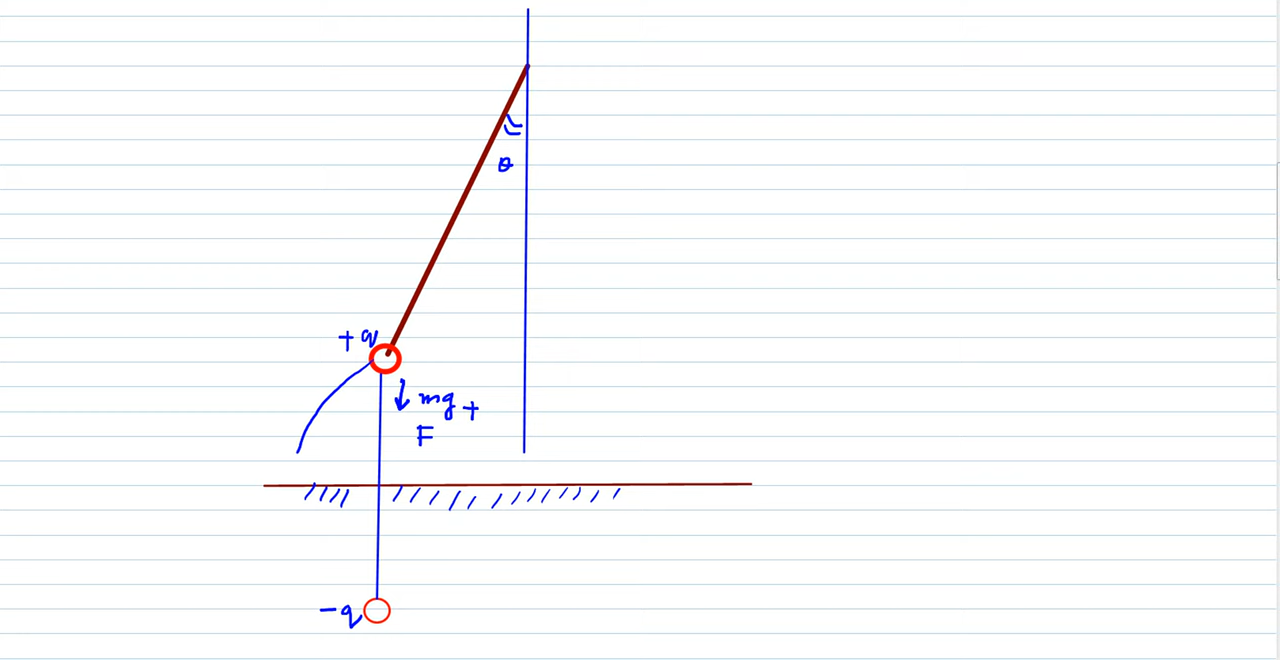 θ
+q
mg +
F
-q